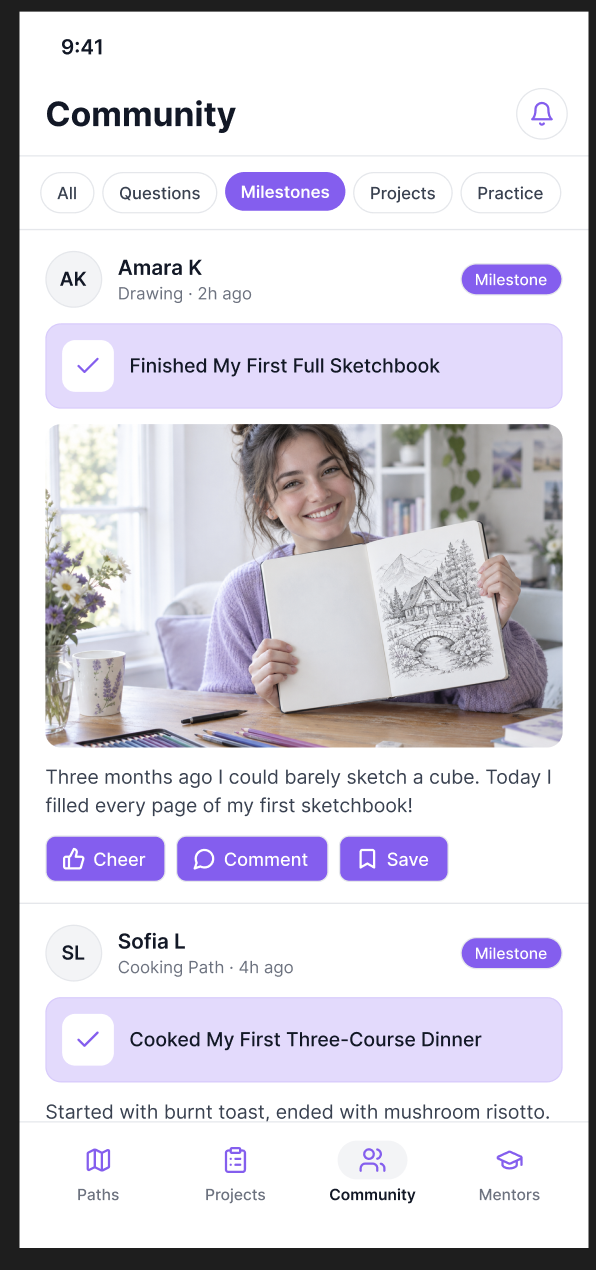 9:41
Community
All
Questions
Milestones
Projects
Practice
AK
Amara K
Drawing · 2h ago
Milestone
Finished My First Full Sketchbook
Three months ago I could barely sketch a cube. Today I
filled every page of my first sketchbook!
Cheer
Comment
Save
SL
Sofia L
Cooking Path · 4h ago
Milestone
Cooked My First Three-Course Dinner
Started with burnt toast, ended with mushroom risotto.
Paths
Projects
Community
Mentors